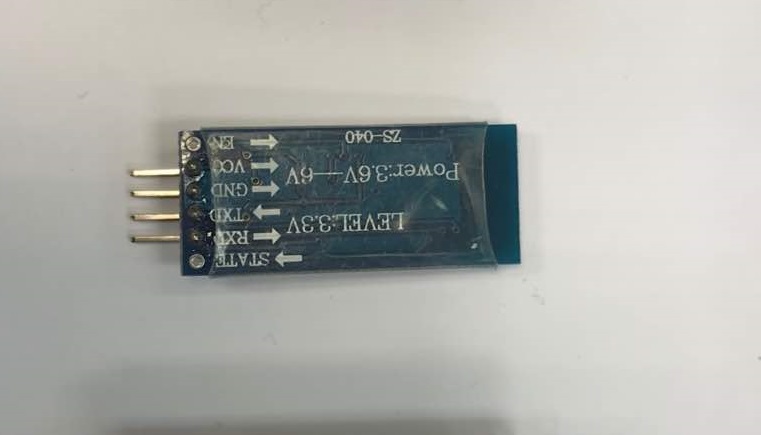 STATE
RXD
LEVEL:3.3V
TXD
GND
Power:3.6V---6V
VCC
EN
ZS-040